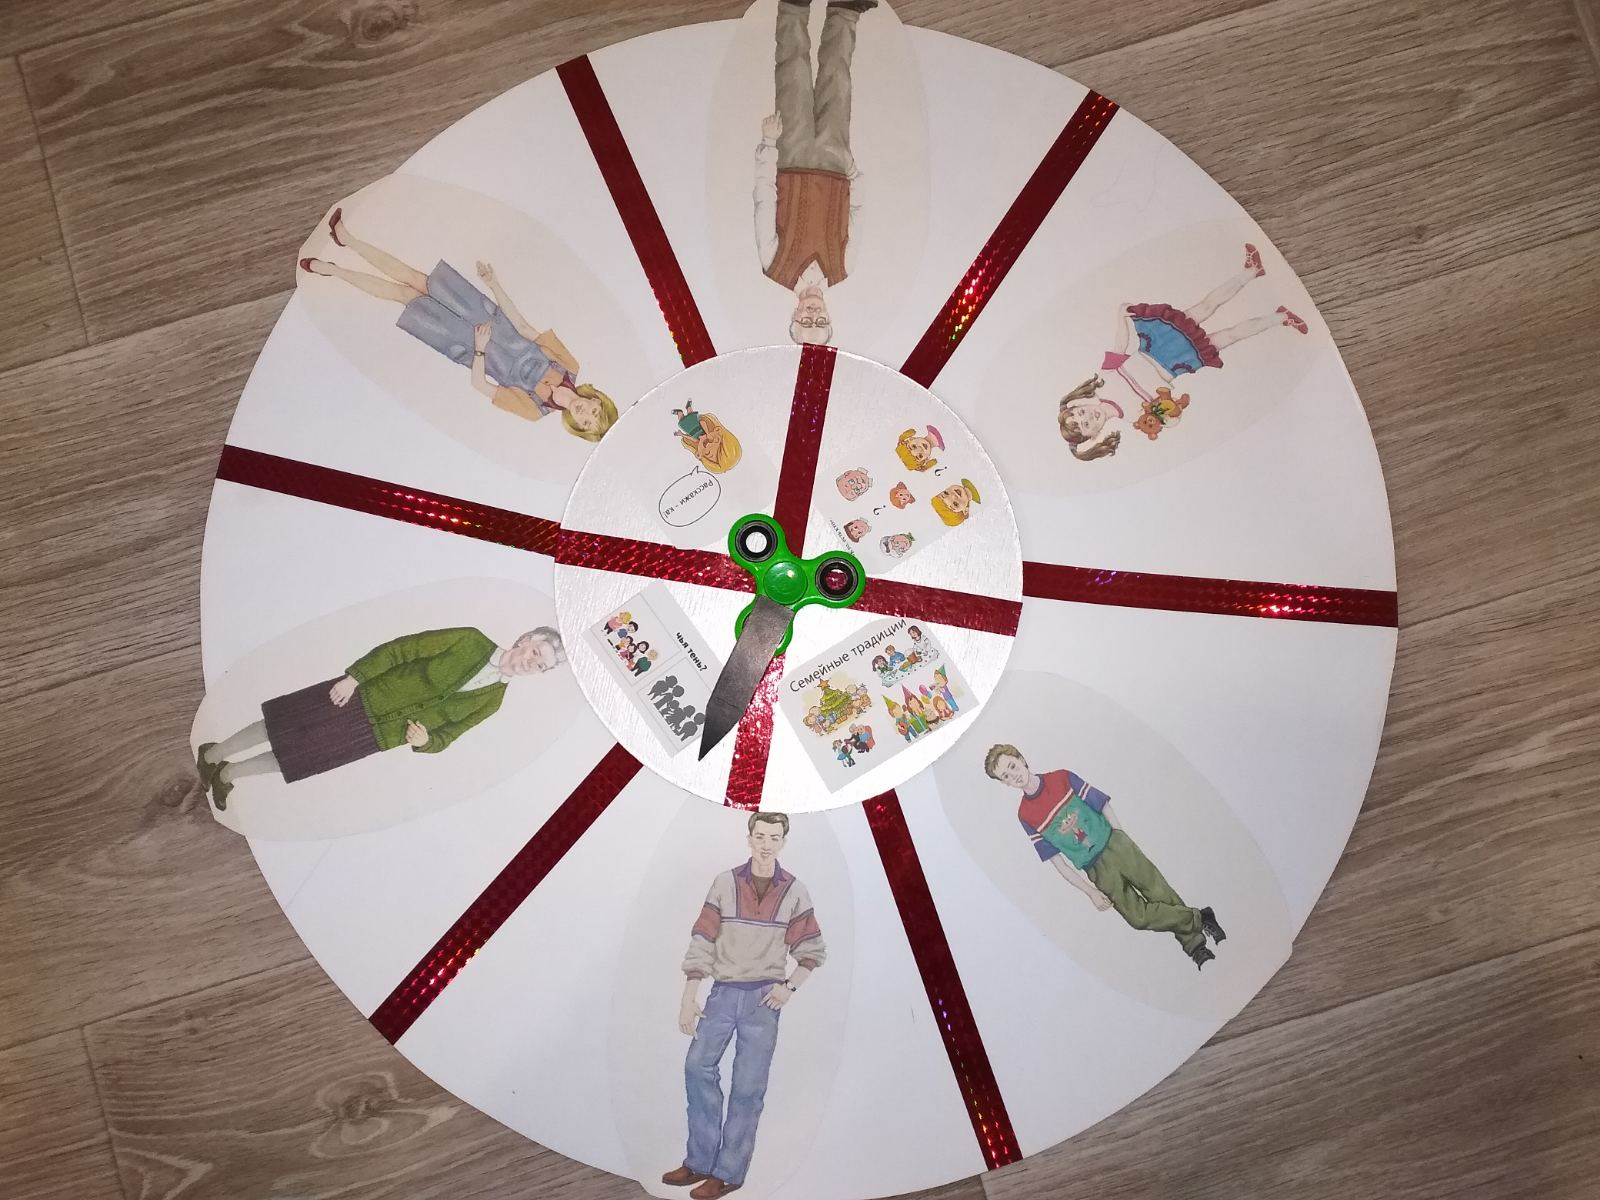 Расскажи - ка!
?
?
чья тень?
Семейные традиции